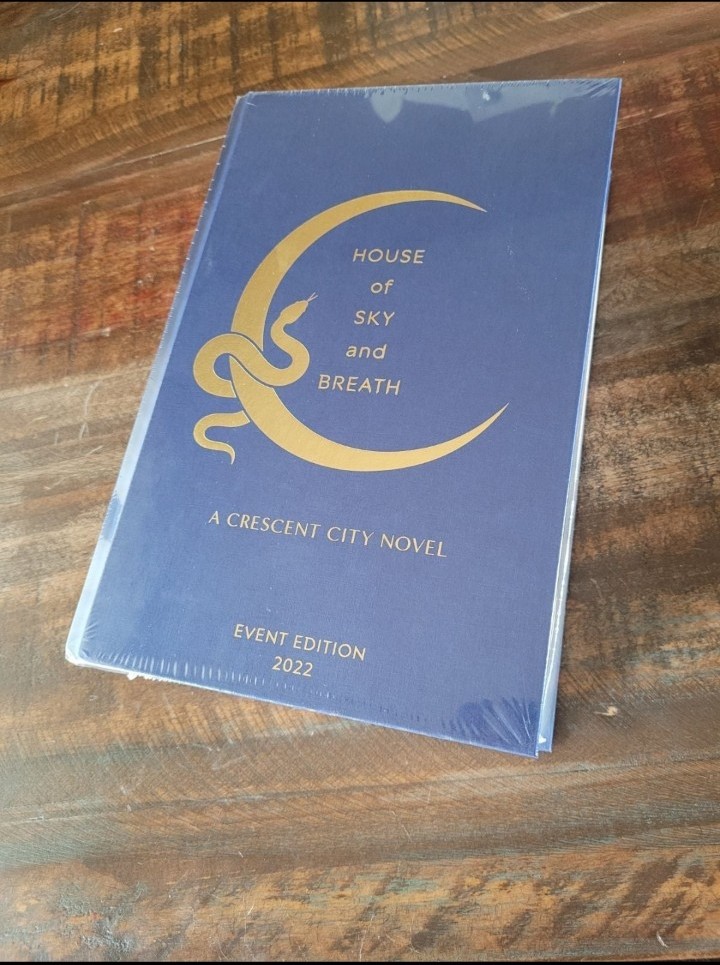 HOUSE
of
SKY
and
BREATH
A CRESCENT CITY NOVEL
EVENT EDITION
2022